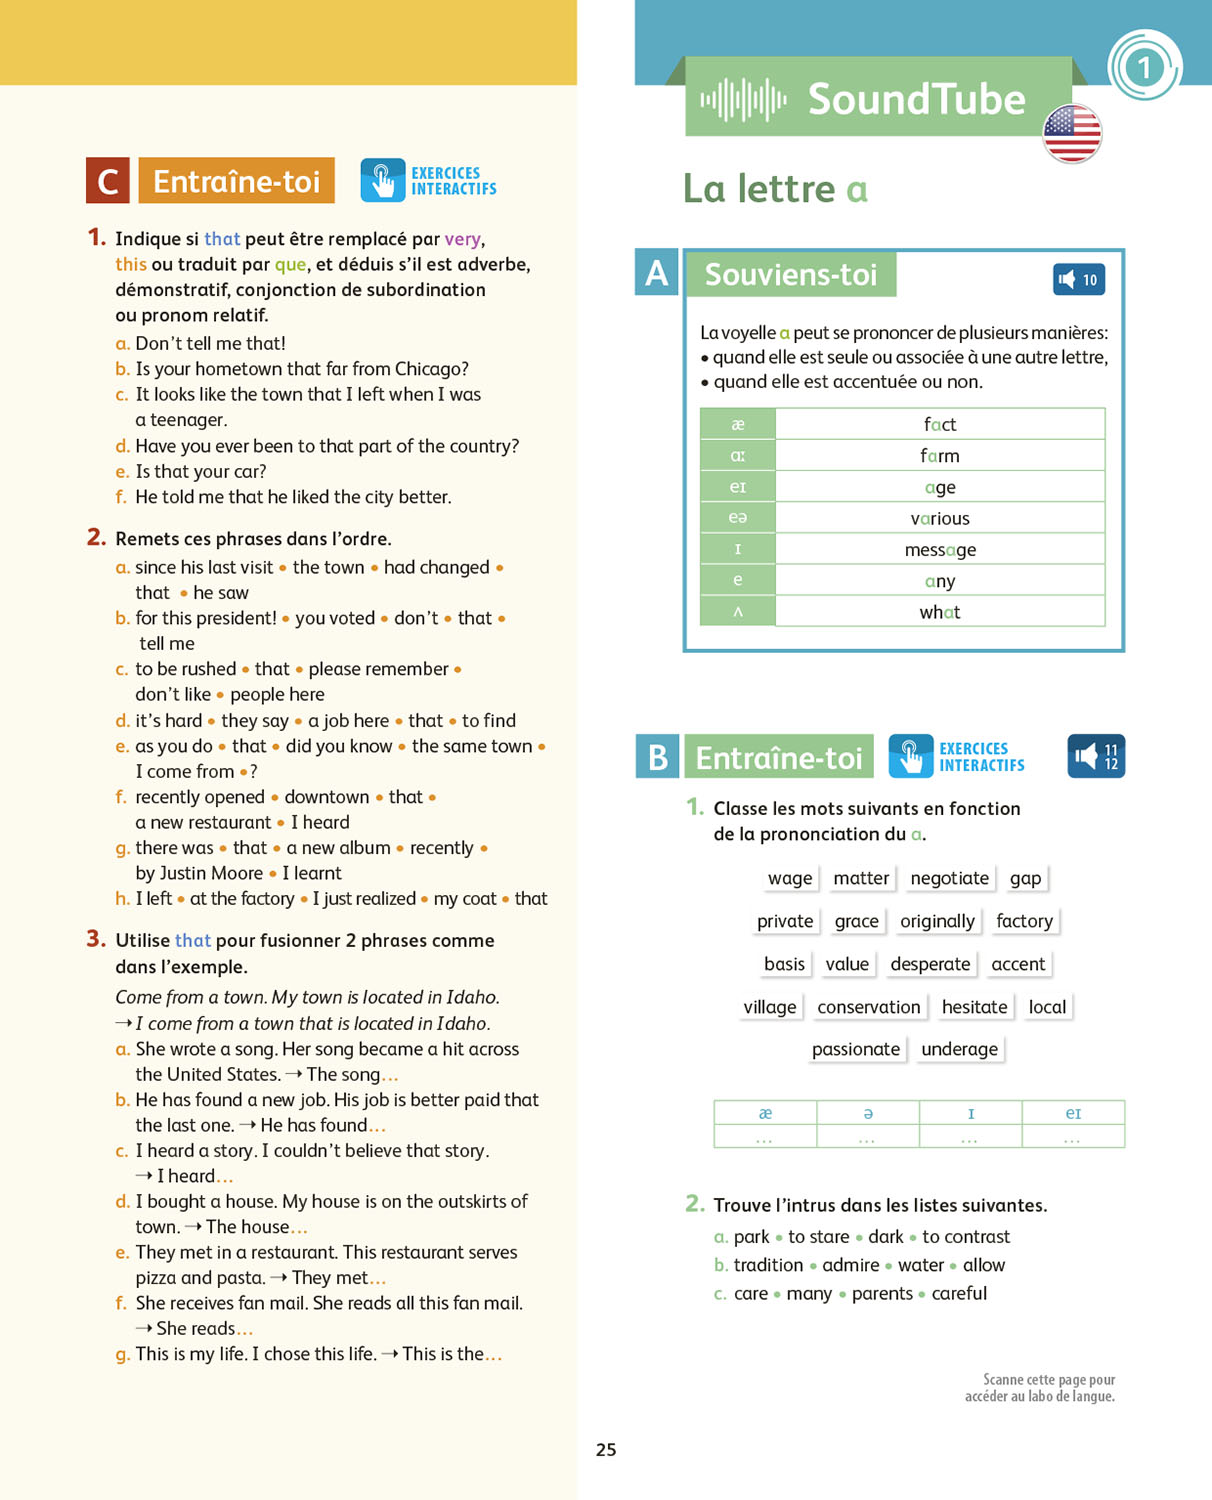 C Entraîne-toi
EXERCICES
INTERACTIFS
1. Indique si that peut être remplacé par very,
this ou traduit par que, et déduis s’il est adverbe,
démonstratif, conjonction de subordination
ou pronom relatif.
a. Don’t tell me that!
b. Is your hometown that far from Chicago?
c. It looks like the town that I left when I was
a teenager.
d. Have you ever been to that part of the country?
e. Is that your car?
f. He told me that he liked the city better.
2. Remets ces phrases dans l’ordre.
a. since his last visit • the town • had changed •
that • he saw
b. for this president! • you voted • don’t • that •
tell me
c. to be rushed • that • please remember •
don’t like • people here
d. it’s hard • they say • a job here • that • to find
e. as you do • that • did you know • the same town •
I come from • ?
f. recently opened • downtown • that •
a new restaurant • I heard
g. there was • that • a new album • recently •
by Justin Moore • I learnt
h. I left • at the factory • I just realized • my coat • that
3. Utilise that pour fusionner 2 phrases comme
dans l’exemple.
Come from a town. My town is located in Idaho.
→ I come from a town that is located in Idaho.
a. She wrote a song. Her song became a hit across
the United States. → The song...
b. He has found a new job. His job is better paid that
the last one. → He has found...
c. I heard a story. I couldn’t believe that story.
→ I heard...
d. I bought a house. My house is on the outskirts of
town. → The house...
e. They met in a restaurant. This restaurant serves
pizza and pasta. → They met...
f. She receives fan mail. She reads all this fan mail.
→ She reads...
g. This is my life. I chose this life. → This is the...
1
SoundTube
La lettre a
A Souviens-toi
10
La voyelle a peut se prononcer de plusieurs manières:
• quand elle est seule ou associée à une autre lettre,
• quand elle est accentuée ou non.
æ fact
ɑː farm
eɪ age
eə various
ɪ message
e any
ʌ what
B Entraîne-toi
EXERCICES
INTERACTIFS
11
12
1. Classe les mots suivants en fonction
de la prononciation du a.
wage matter negotiate gap
private grace originally factory
basis value desperate accent
village conservation hesitate local
passionate underage
æ ə ɪ eɪ
... ... ... ...
2. Trouve l’intrus dans les listes suivantes.
a. park • to stare • dark • to contrast
b. tradition • admire • water • allow
c. care • many • parents • careful
Scanne cette page pour
accéder au labo de langue.
25